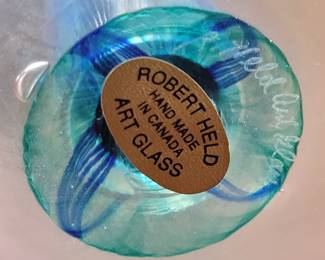 ROBERT HELD
HAND MADE
IN CANADA
ART GLASS